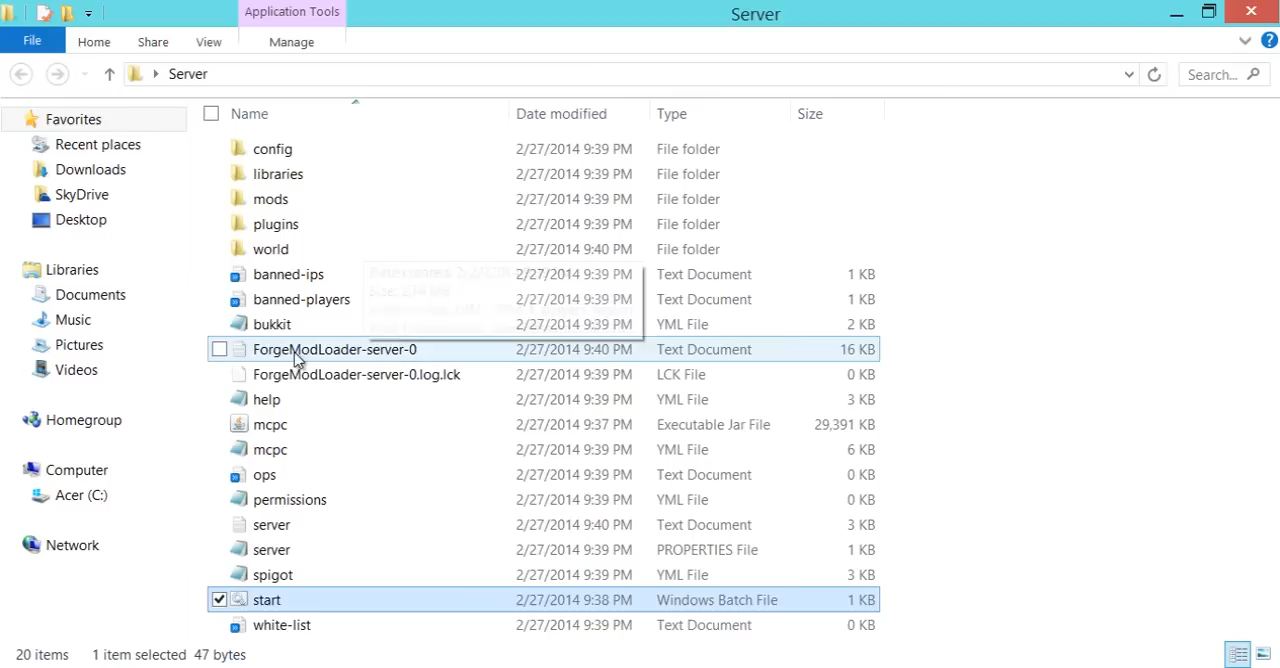 Application Tools
Server
File Home Share View Manage
Server
Search...
Favorites
Recent places
Downloads
SkyDrive
Desktop
Libraries
Documents
Music
Pictures
Videos
Homegroup
Computer
Acer (C:)
Network
Name Date modified Type Size
config 2/27/2014 9:39 PM File folder
libraries 2/27/2014 9:39 PM File folder
mods 2/27/2014 9:39 PM File folder
plugins 2/27/2014 9:39 PM File folder
world 2/27/2014 9:40 PM File folder
banned-ips 2/27/2014 9:39 PM Text Document 1 KB
banned-players 2/27/2014 9:39 PM Text Document 1 KB
bukkit 2/27/2014 9:39 PM YML File 2 KB
ForgeModLoader-server-0 2/27/2014 9:40 PM Text Document 16 KB
ForgeModLoader-server-0.log.lck 2/27/2014 9:39 PM LCK File 0 KB
help 2/27/2014 9:39 PM YML File 3 KB
mcpc 2/27/2014 9:37 PM Executable Jar File 29,391 KB
mcpc 2/27/2014 9:39 PM YML File 6 KB
ops 2/27/2014 9:39 PM Text Document 0 KB
permissions 2/27/2014 9:39 PM YML File 0 KB
server 2/27/2014 9:40 PM Text Document 3 KB
server 2/27/2014 9:39 PM PROPERTIES File 1 KB
spigot 2/27/2014 9:39 PM YML File 3 KB
start 2/27/2014 9:38 PM Windows Batch File 1 KB
white-list 2/27/2014 9:39 PM Text Document 0 KB
20 items 1 item selected 47 bytes